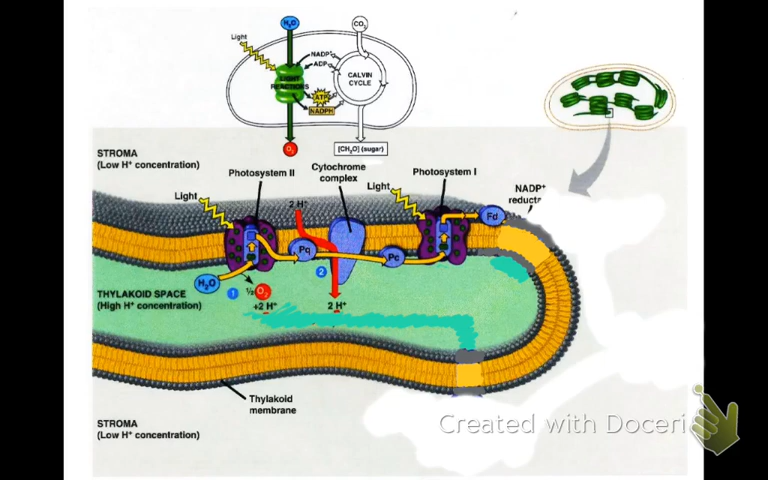 H₂O
CO₂
Light
NADP⁺
ADP
LIGHT
REACTIONS
CALVIN
CYCLE
ATP
NADPH
O₂
[CH₂O] (sugar)
STROMA
(Low H⁺ concentration)
Photosystem II
Cytochrome
complex
Photosystem I
Light
Light
NADP⁺
2 H⁺
Fd
Pq
Pc
2
H₂O
THYLAKOID SPACE
(High H⁺ concentration)
1
½
O₂
+2 H⁺
2 H⁺
Thylakoid
membrane
STROMA
(Low H⁺ concentration)
Created with Doceri